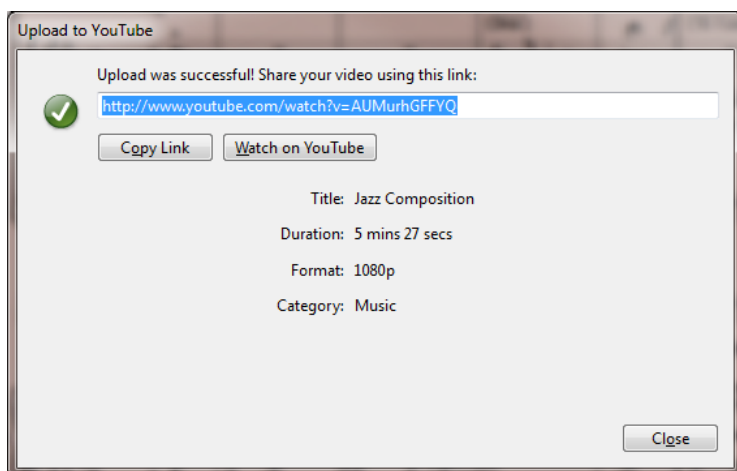 Upload to YouTube
Upload was successful! Share your video using this link:
http://www.youtube.com/watch?v=AUMurhGFFYQ
Copy Link
Watch on YouTube
Title: Jazz Composition
Duration: 5 mins 27 secs
Format: 1080p
Category: Music
Close